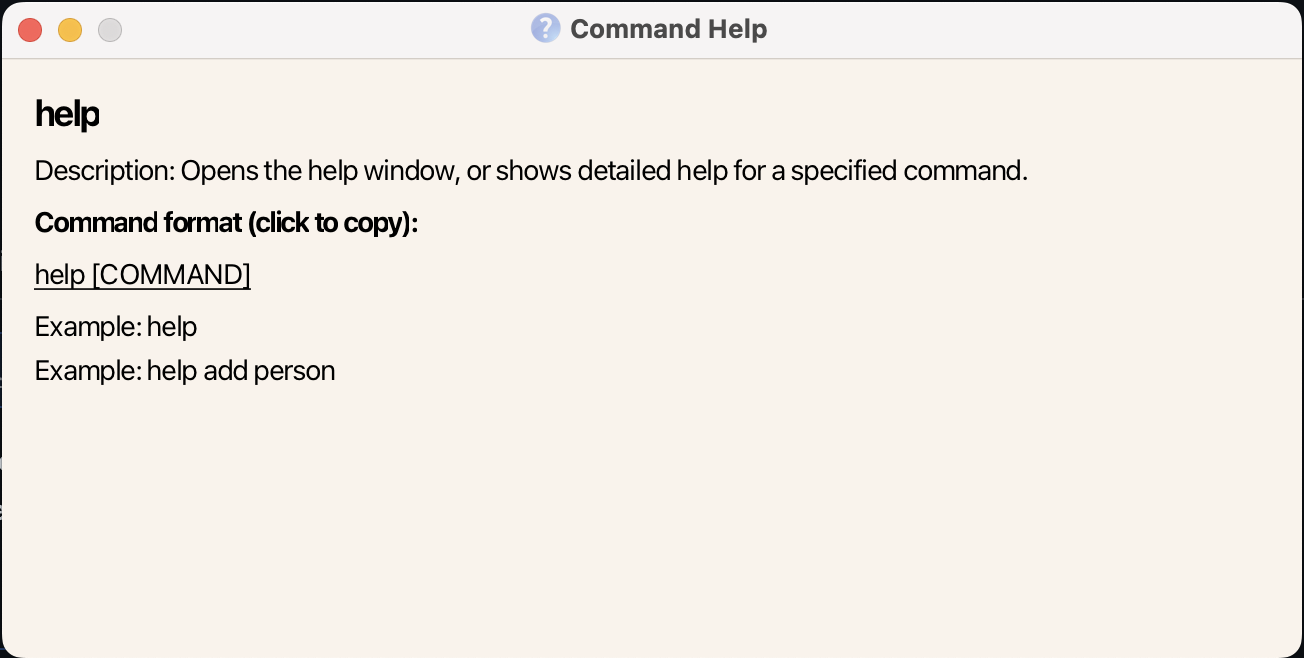 Command Help
help
Description: Opens the help window, or shows detailed help for a specified command.
Command format (click to copy):
help [COMMAND]
Example: help
Example: help add person